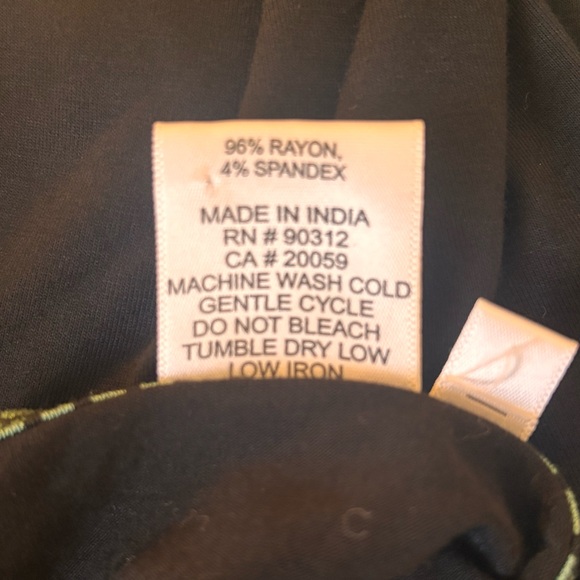 96% RAYON,
4% SPANDEX
MADE IN INDIA
RN # 90312
CA # 20059
MACHINE WASH COLD
GENTLE CYCLE
DO NOT BLEACH
TUMBLE DRY LOW
LOW IRON